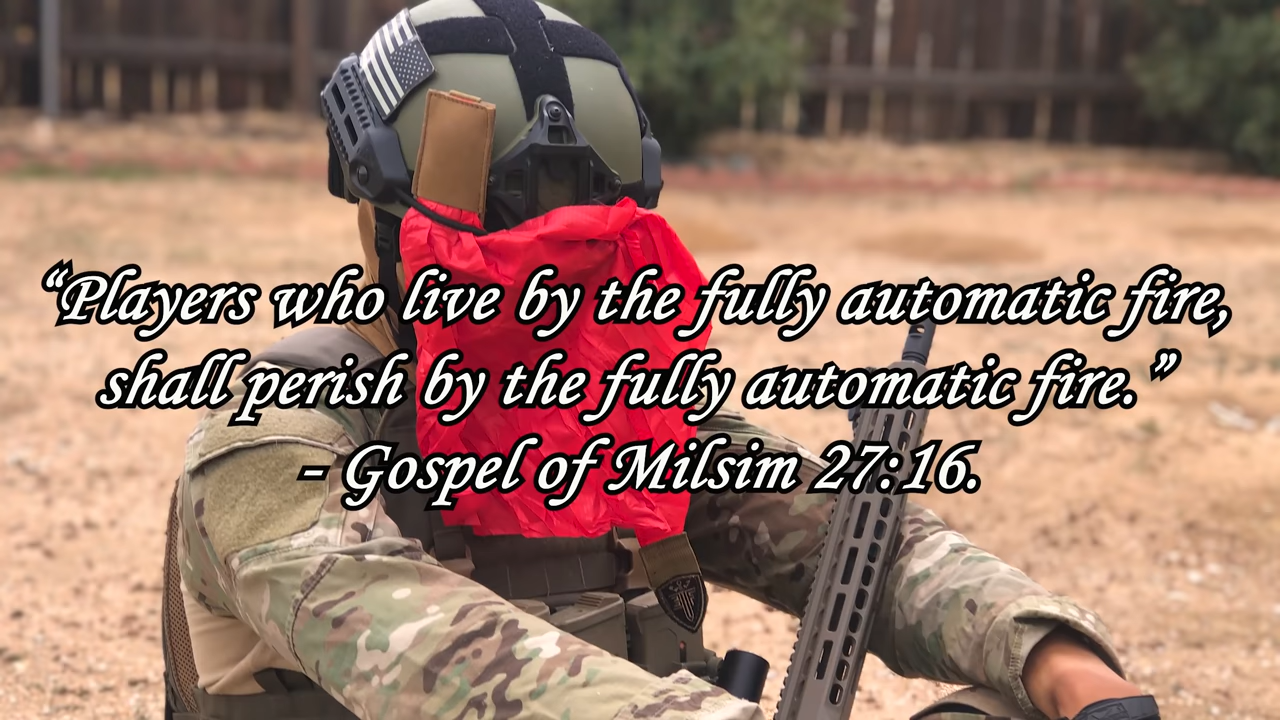 “Players who live by the fully automatic fire,
shall perish by the fully automatic fire.”
- Gospel of Milsim 27:16.